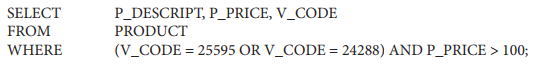 SELECT P_DESCRIPT, P_PRICE, V_CODE
FROM PRODUCT
WHERE (V_CODE = 25595 OR V_CODE = 24288) AND P_PRICE > 100;